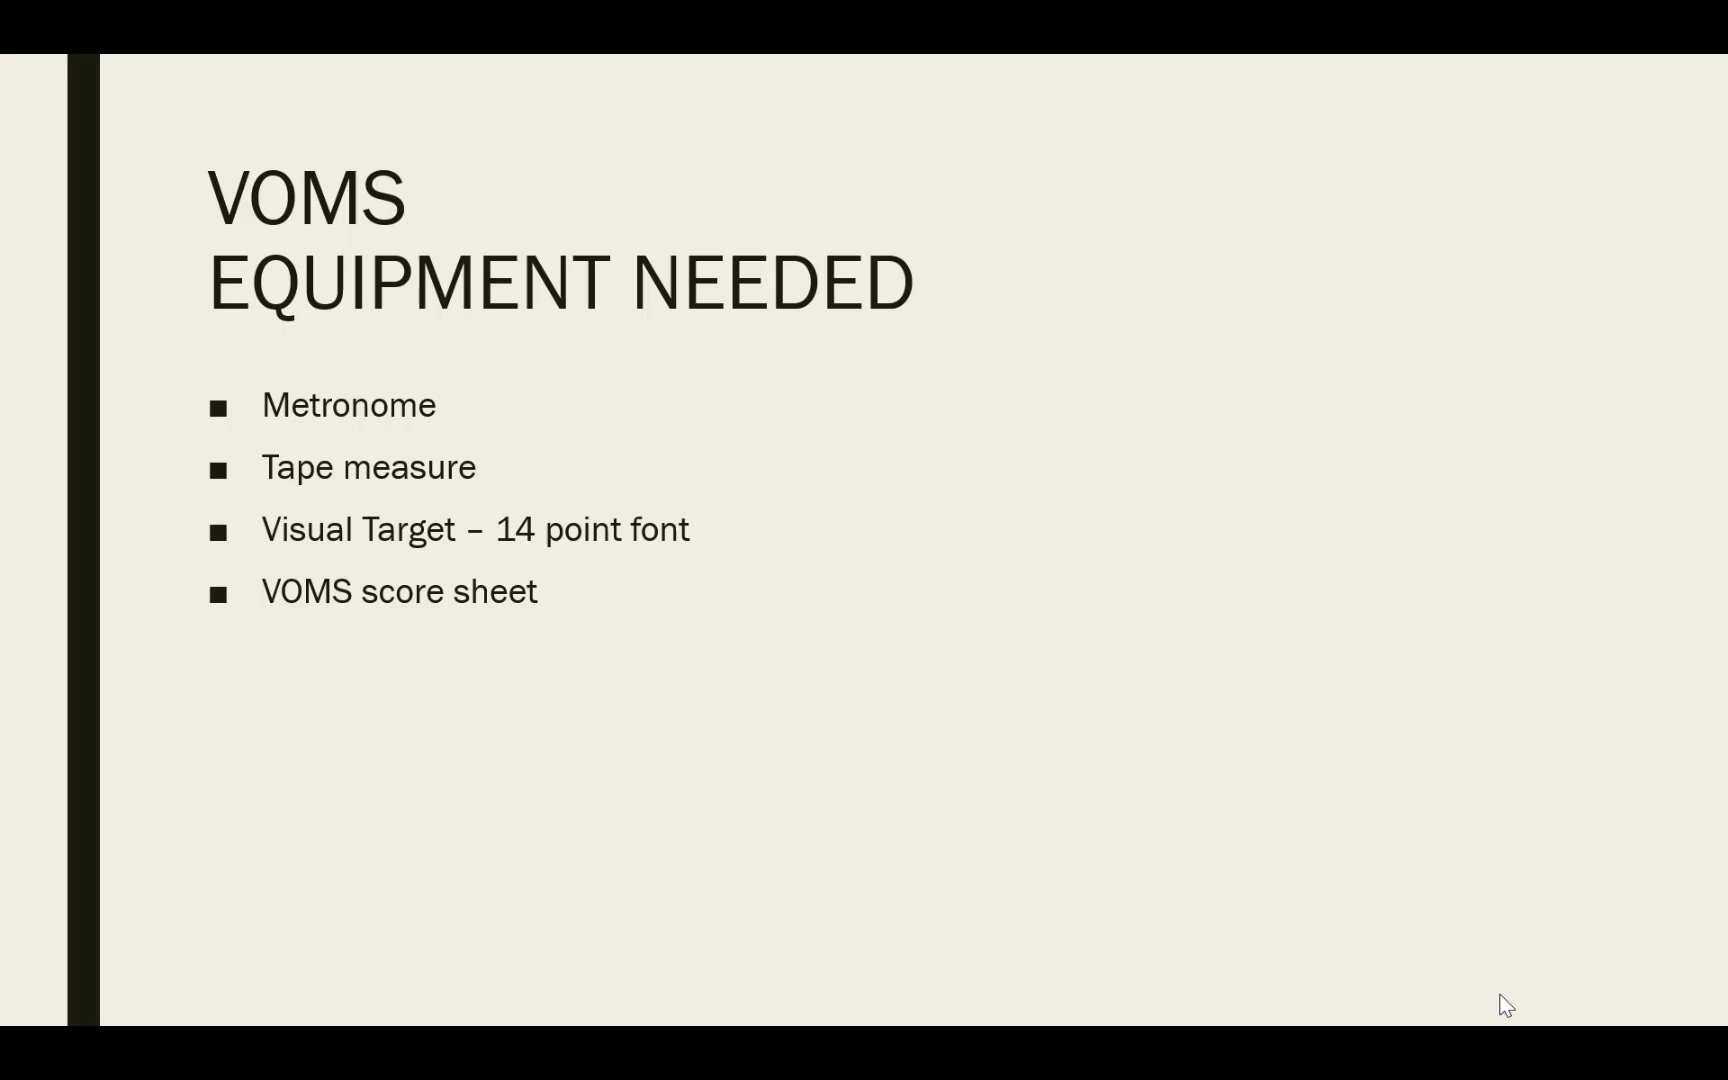 VOMS
EQUIPMENT NEEDED
■ Metronome
■ Tape measure
■ Visual Target – 14 point font
■ VOMS score sheet